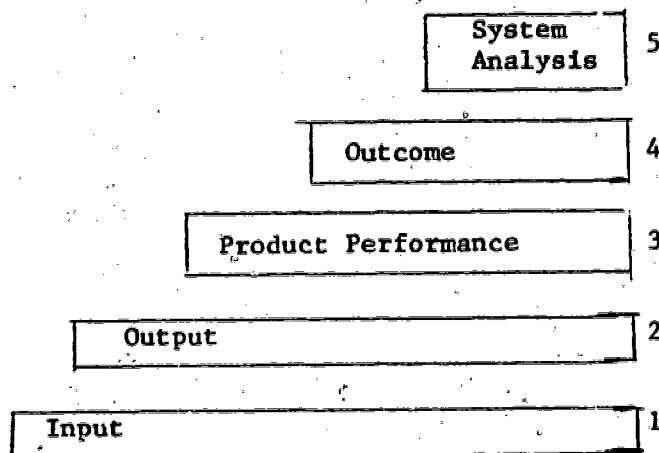 System 5
Analysis
Outcome 4
Product Performance 3
Output 2
Input 1